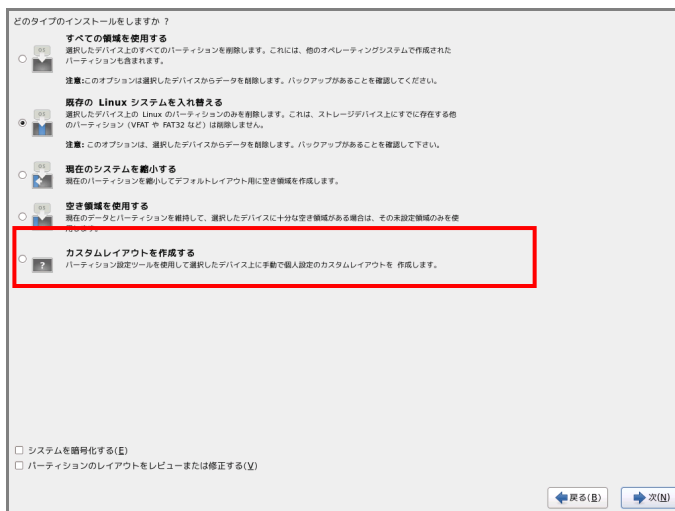 どのタイプのインストールをしますか ?
すべての領域を使用する
選択したデバイス上のすべてのパーティションを削除します。これには、他のオペレーティングシステムで作成された
パーティションも含まれます。
注意:このオプションは選択したデバイスからデータを削除します。バックアップがあることを確認してください。
既存の Linux システムを入れ替える
選択したデバイス上の Linux のパーティションのみを削除します。これは、ストレージデバイス上にすでに存在する他
のパーティション (VFAT や FAT32 など) は削除しません。
注意: このオプションは、選択したデバイスからデータを削除します。バックアップがあることを確認して下さい。
現在のシステムを縮小する
現在のパーティションを縮小してデフォルトレイアウト用に空き領域を作成します。
空き領域を使用する
現在のデータとパーティションを維持して、選択したデバイスに十分な空き領域がある場合は、その未設定領域のみを使
用します。
カスタムレイアウトを作成する
パーティション設定ツールを使用して選択したデバイス上に手動で個人設定のカスタムレイアウトを 作成します。
システムを暗号化する(E)
パーティションのレイアウトをレビューまたは修正する(V)
戻る(B) 次(N)